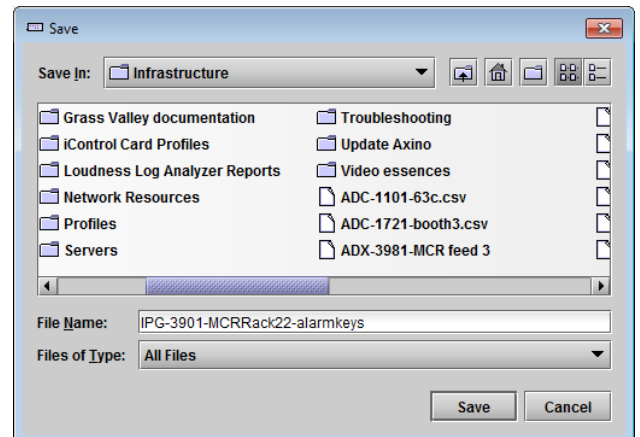 Save
Save In: Infrastructure
Grass Valley documentation
iControl Card Profiles
Loudness Log Analyzer Reports
Network Resources
Profiles
Servers
Troubleshooting
Update Axino
Video essences
ADC-1101-63c.csv
ADC-1721-booth3.csv
ADX-3981-MCR feed 3
File Name: IPG-3901-MCRRack22-alarmkeys
Files of Type: All Files
Save Cancel